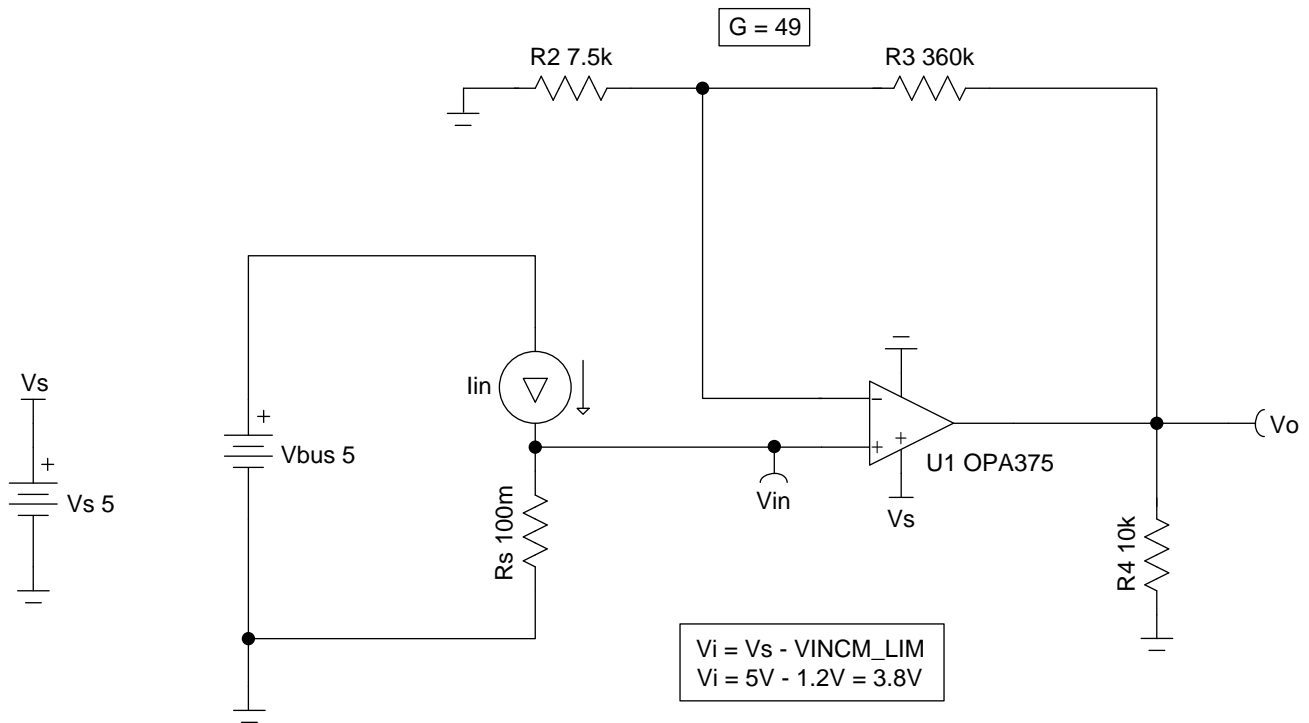 G = 49
R2 7.5k
R3 360k
Vs
+
Vs 5
+
Vbus 5
Iin
Rs 100m
Vin
−
+
+
U1 OPA375
Vs
Vo
R4 10k
Vi = Vs - VINCM_LIM
Vi = 5V - 1.2V = 3.8V